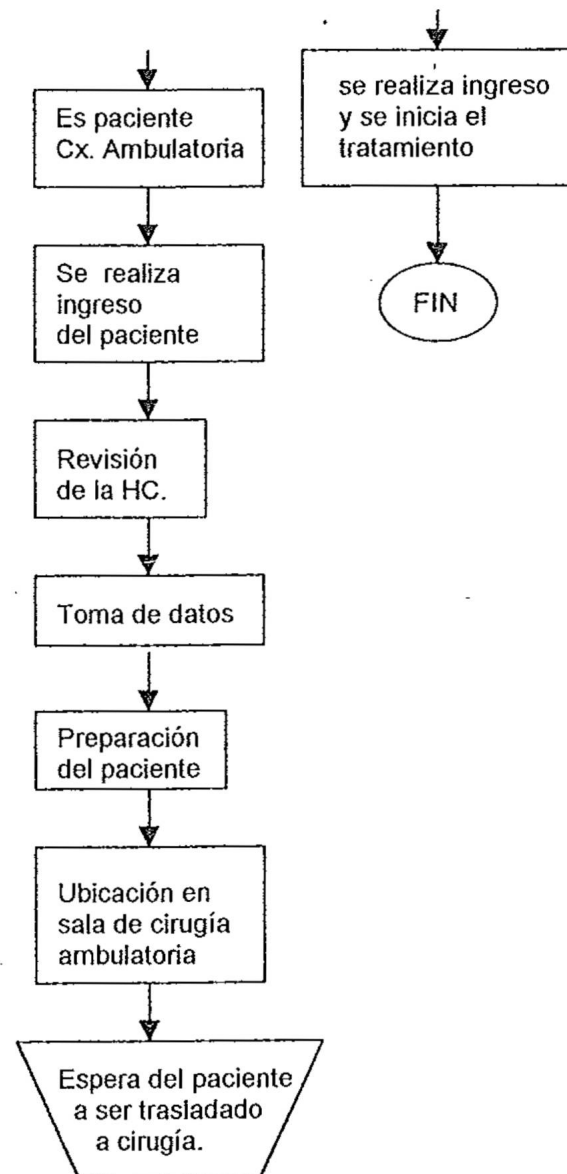 Es paciente
Cx. Ambulatoria
Se realiza
ingreso
del paciente
Revisión
de la HC.
Toma de datos
Preparación
del paciente
Ubicación en
sala de cirugía
ambulatoria
Espera del paciente
a ser trasladado
a cirugía.
se realiza ingreso
y se inicia el
tratamiento
FIN